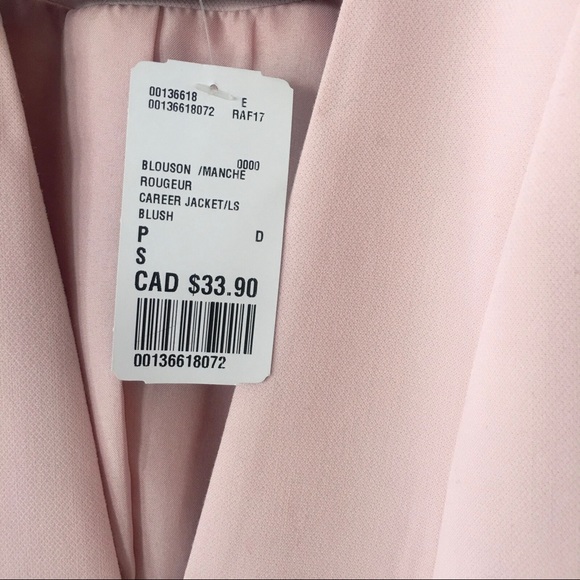 00136618 E
00136618072 RAF17
0000
BLOUSON /MANCHE
ROUGEUR
CAREER JACKET/LS
BLUSH
P D
S
CAD $33.90
00136618072